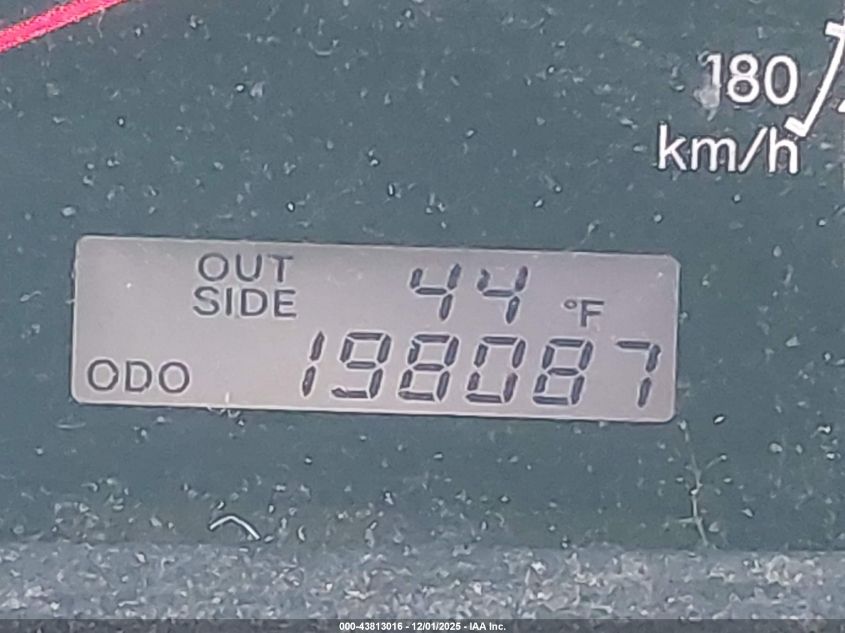 180
km/h
OUT
SIDE 44 °F
ODO 198087
000-43813016 - 12/01/2025 - IAA Inc.